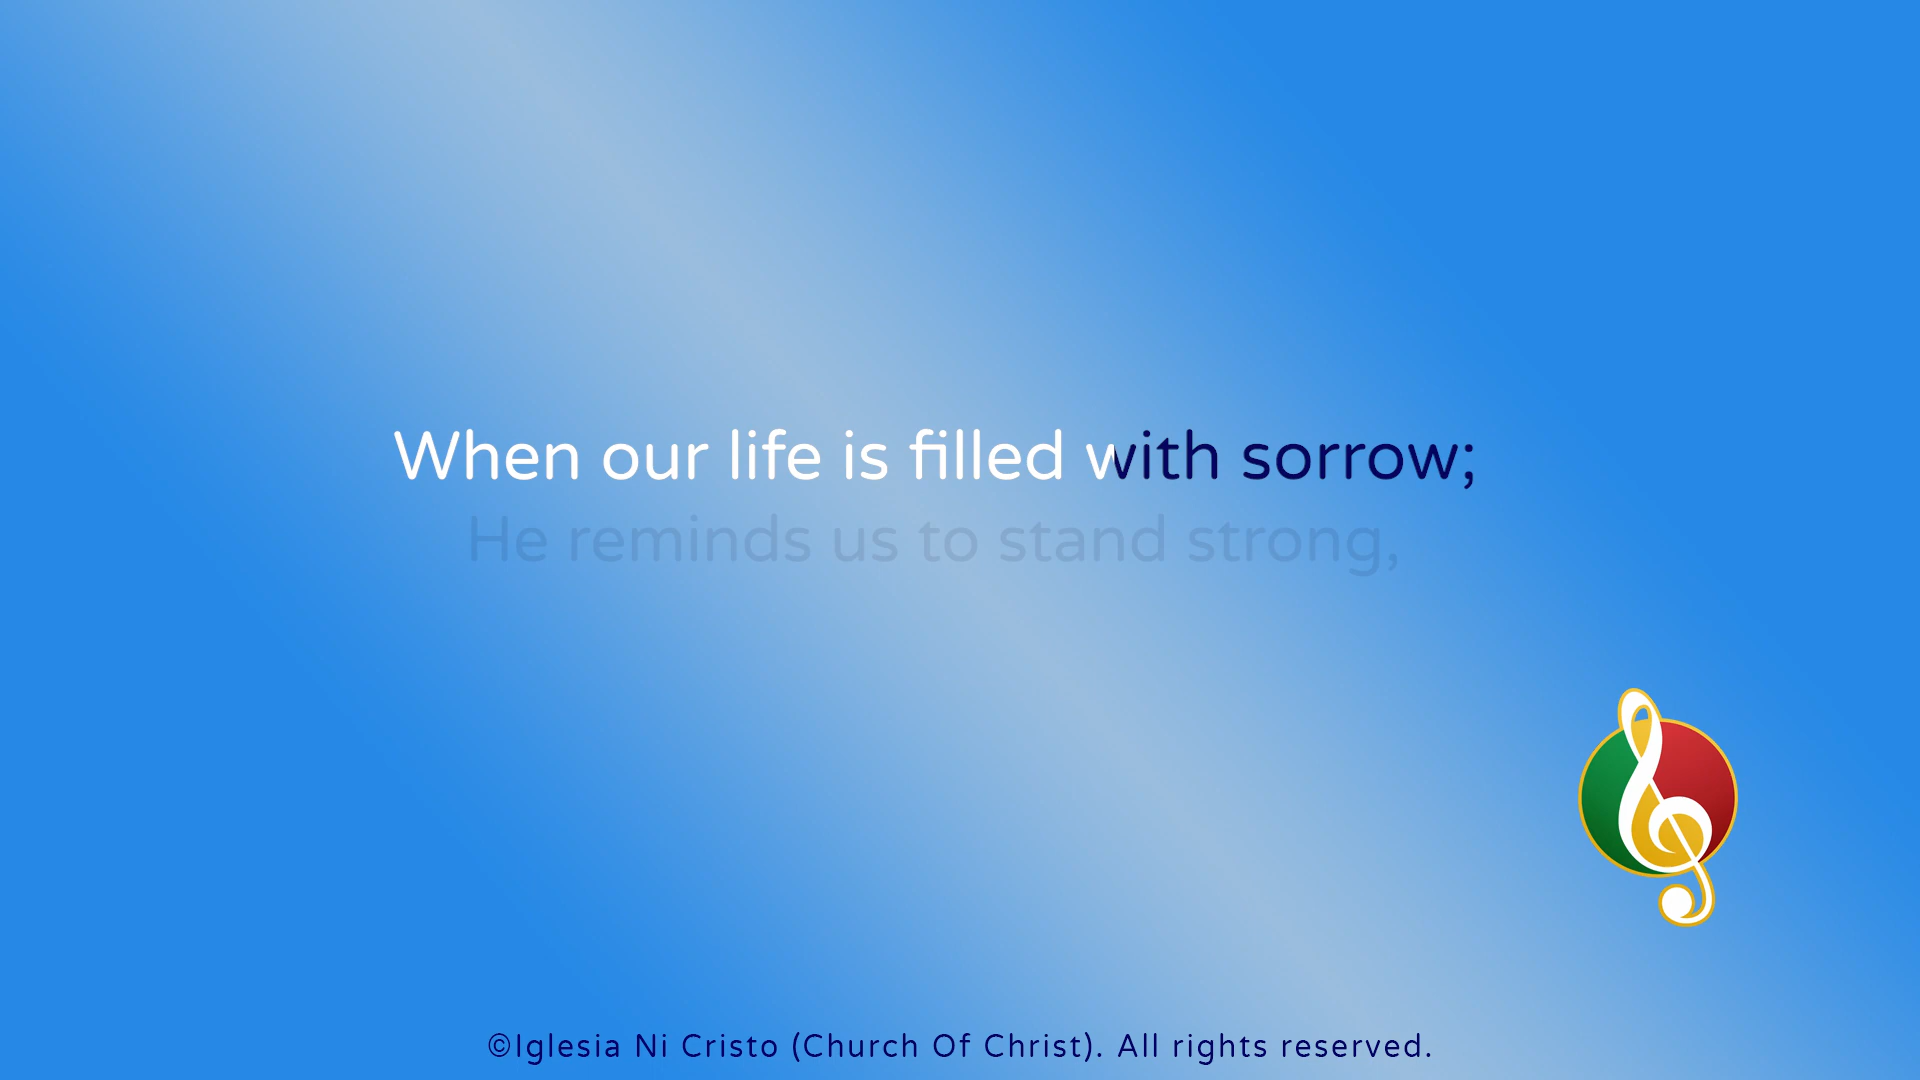 When our life is filled with sorrow;
He reminds us to stand strong,
©Iglesia Ni Cristo (Church Of Christ). All rights reserved.